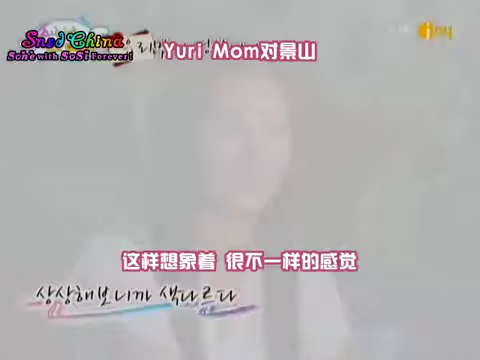 Snsd China
Sone with SoSi Forever!
Yuri Mom对景山
这样想象着 很不一样的感觉
상상해보니까 색다르다